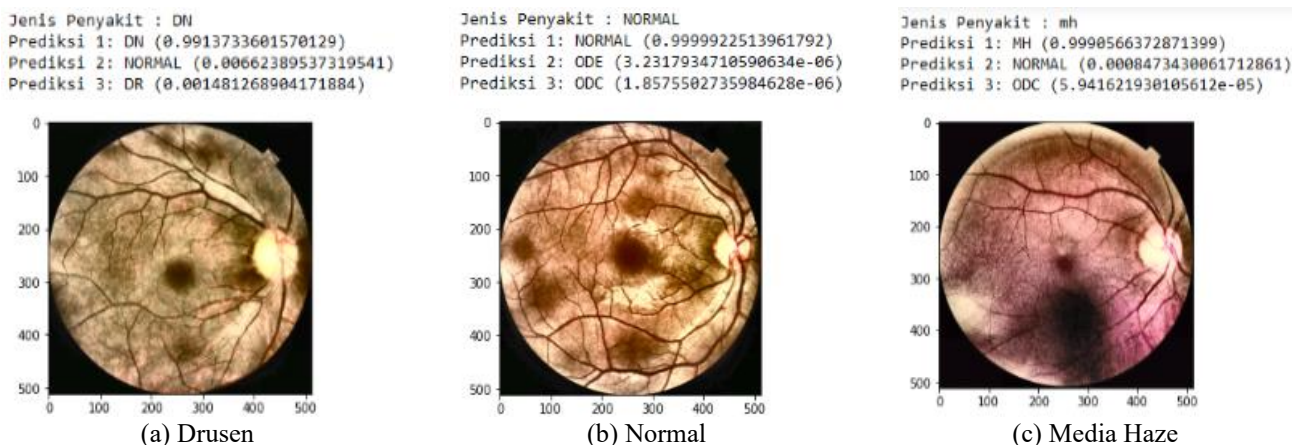 Jenis Penyakit : DN
Prediksi 1: DN (0.9913733601570129)
Prediksi 2: NORMAL (0.00662389537319541)
Prediksi 3: DR (0.001481268904171884)
0
100
200
300
400
500
0 100 200 300 400 500
(a) Drusen
Jenis Penyakit : NORMAL
Prediksi 1: NORMAL (0.9999922513961792)
Prediksi 2: ODE (3.2317934710590634e-06)
Prediksi 3: ODC (1.8575502735984628e-06)
0
100
200
300
400
500
0 100 200 300 400 500
(b) Normal
Jenis Penyakit : mh
Prediksi 1: MH (0.9990566372871399)
Prediksi 2: NORMAL (0.0008473430061712861)
Prediksi 3: ODC (5.941621930105612e-05)
0
100
200
300
400
500
0 100 200 300 400 500
(c) Media Haze